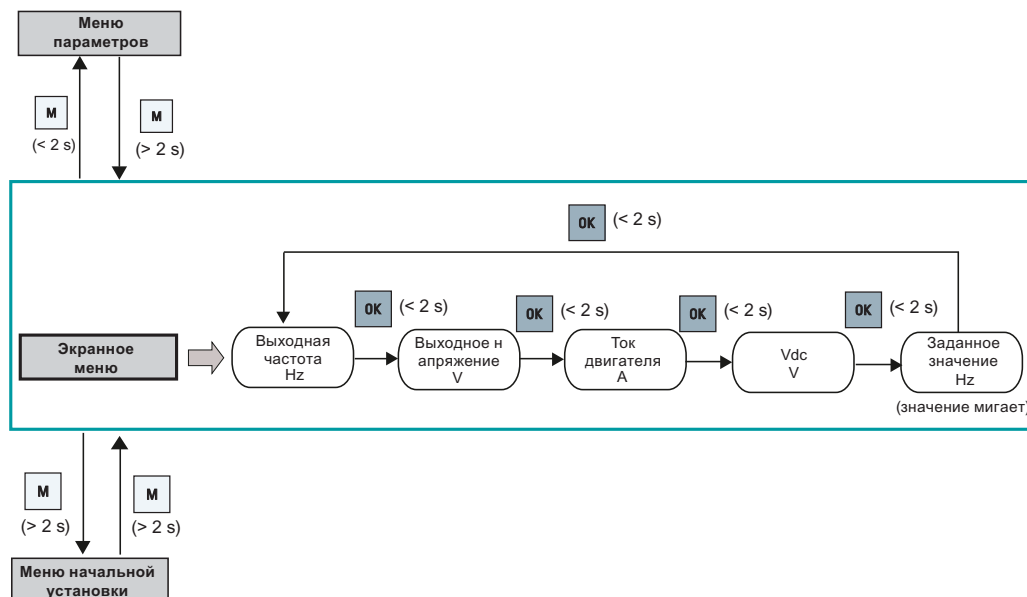 Меню
параметров
M
(< 2 s)
M
(> 2 s)
OK (< 2 s)
OK (< 2 s)
OK (< 2 s)
OK (< 2 s)
OK (< 2 s)
Экранное
меню
Выходная
частота
Hz
Выходное н
апряжение
V
Ток
двигателя
A
Vdc
V
Заданное
значение
Hz
(значение мигает)
M
(> 2 s)
M
(> 2 s)
Меню начальной
установки